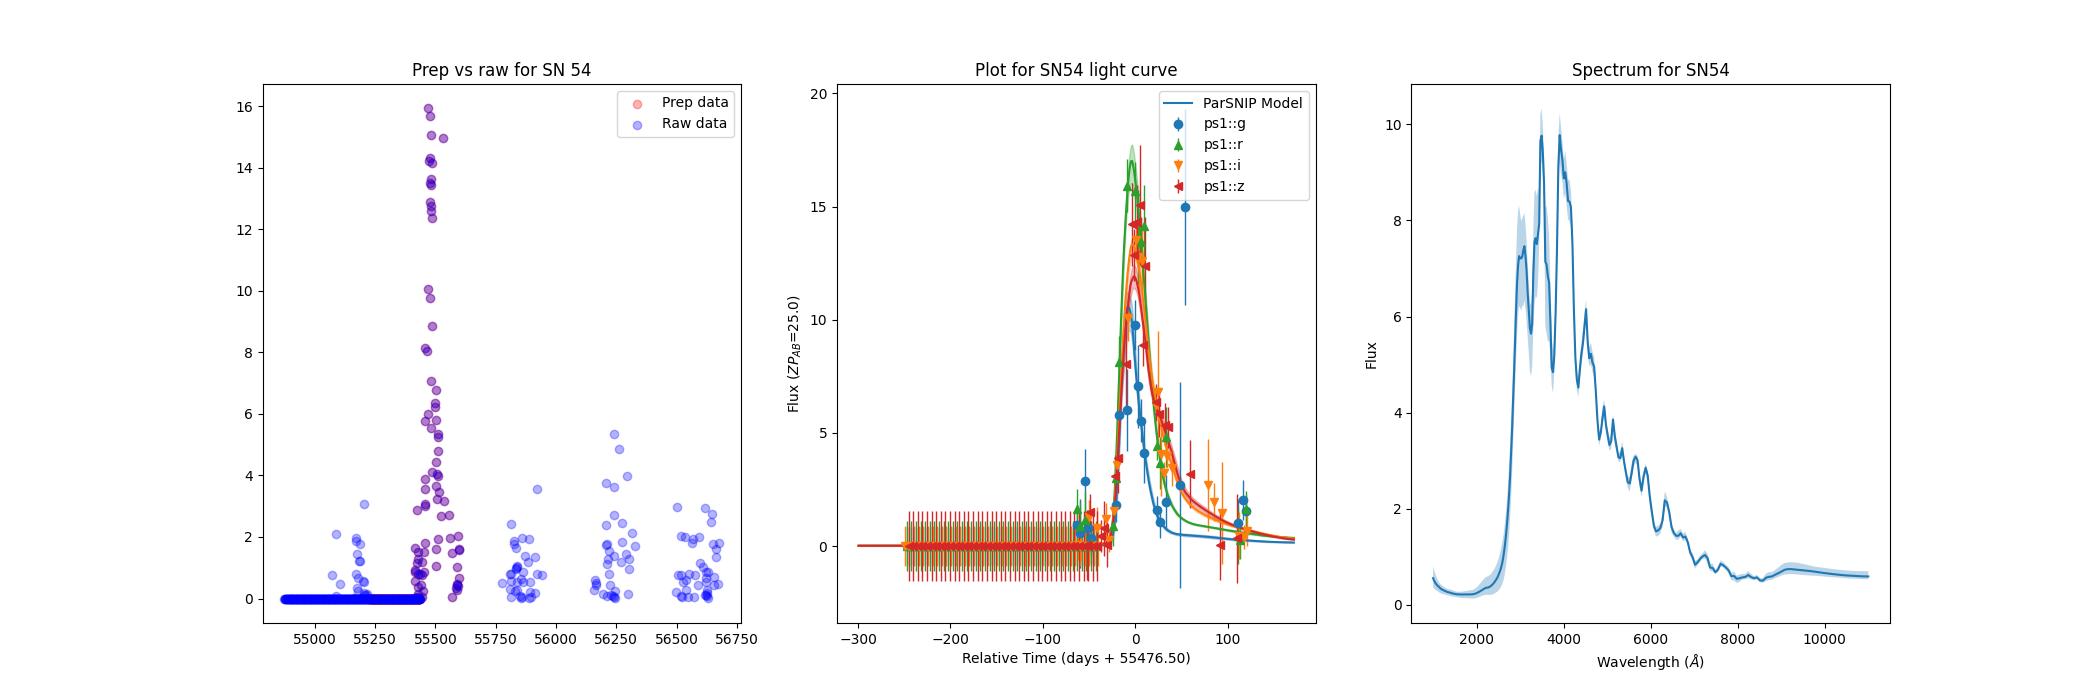 Prep vs raw for SN 54
Prep data
Raw data
16
14
12
10
8
6
4
2
0
55000 55250 55500 55750 56000 56250 56500 56750
Plot for SN54 light curve
ParSNIP Model
ps1::g
ps1::r
ps1::i
ps1::z
20
15
10
5
0
Flux (ZP_AB=25.0)
−300 −200 −100 0 100
Relative Time (days + 55476.50)
Spectrum for SN54
10
8
6
4
2
0
Flux
2000 4000 6000 8000 10000
Wavelength (Å)